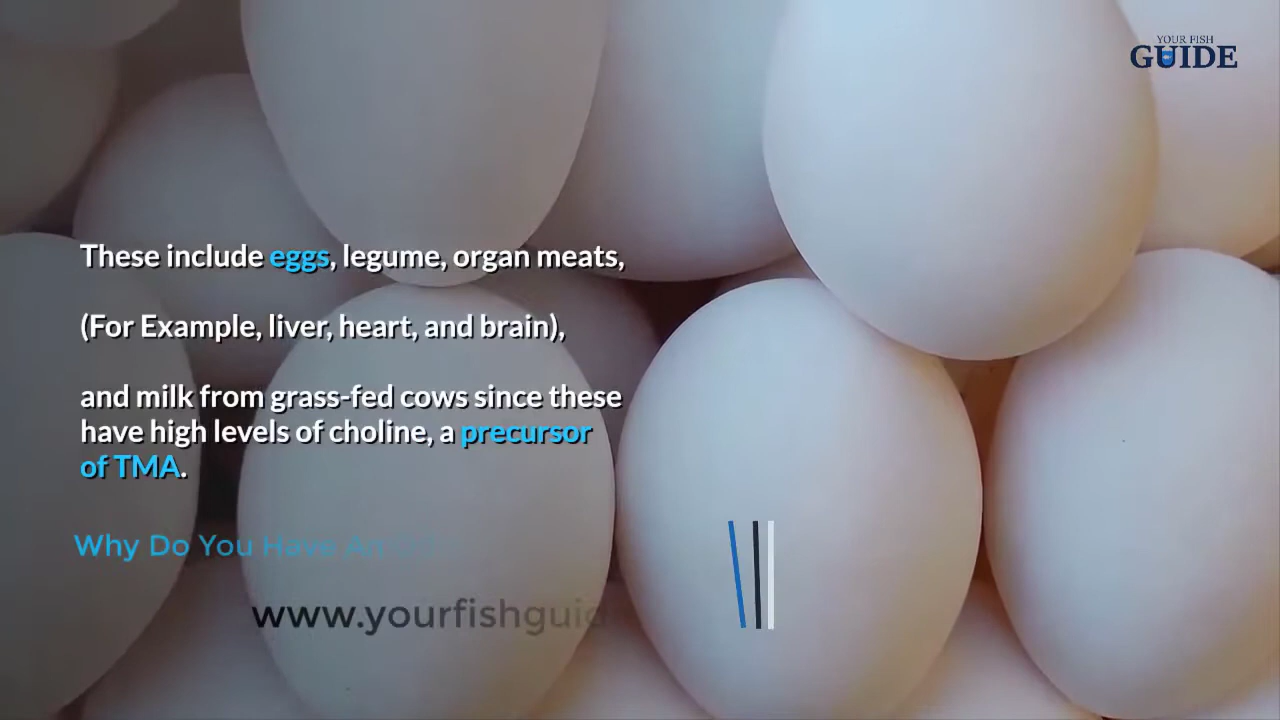 YOUR FISH
GUIDE
These include eggs, legume, organ meats,
(For Example, liver, heart, and brain),
and milk from grass-fed cows since these
have high levels of choline, a precursor
of TMA.
Why Do You Have An
www.yourfishguid